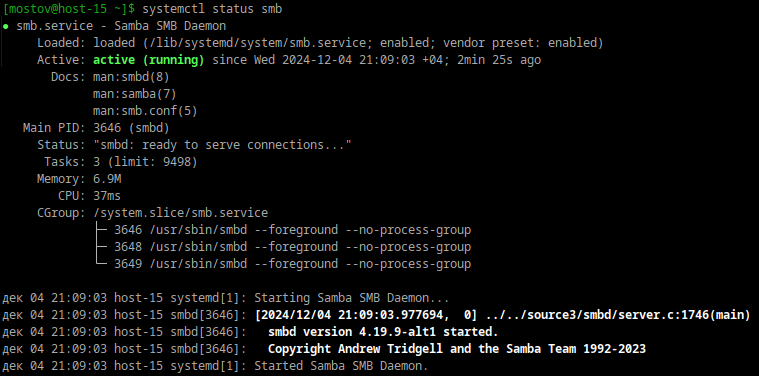 [mostov@host-15 ~]$ systemctl status smb
● smb.service - Samba SMB Daemon
     Loaded: loaded (/lib/systemd/system/smb.service; enabled; vendor preset: enabled)
     Active: active (running) since Wed 2024-12-04 21:09:03 +04; 2min 25s ago
       Docs: man:smbd(8)
             man:samba(7)
             man:smb.conf(5)
   Main PID: 3646 (smbd)
     Status: "smbd: ready to serve connections..."
      Tasks: 3 (limit: 9498)
     Memory: 6.9M
        CPU: 37ms
     CGroup: /system.slice/smb.service
             ├─ 3646 /usr/sbin/smbd --foreground --no-process-group
             ├─ 3648 /usr/sbin/smbd --foreground --no-process-group
             └─ 3649 /usr/sbin/smbd --foreground --no-process-group
дек 04 21:09:03 host-15 systemd[1]: Starting Samba SMB Daemon...
дек 04 21:09:03 host-15 smbd[3646]: [2024/12/04 21:09:03.977694,  0] ../../source3/smbd/server.c:1746(main)
дек 04 21:09:03 host-15 smbd[3646]:   smbd version 4.19.9-alt1 started.
дек 04 21:09:03 host-15 smbd[3646]:   Copyright Andrew Tridgell and the Samba Team 1992-2023
дек 04 21:09:03 host-15 systemd[1]: Started Samba SMB Daemon.